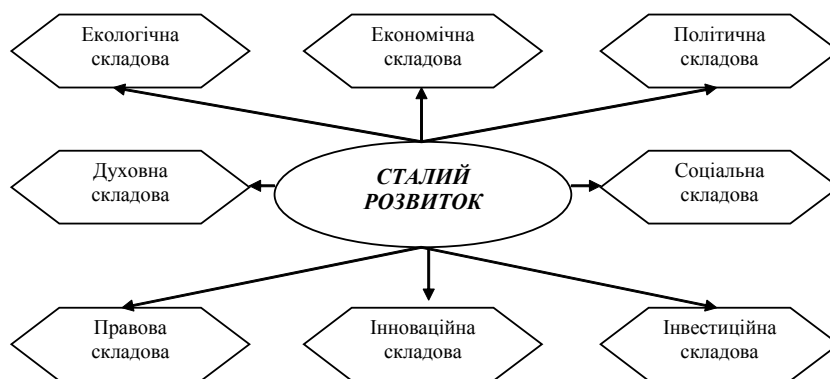 Екологічна
складова
Економічна
складова
Політична
складова
Духовна
складова
СТАЛИЙ
РОЗВИТОК
Соціальна
складова
Правова
складова
Інноваційна
складова
Інвестиційна
складова